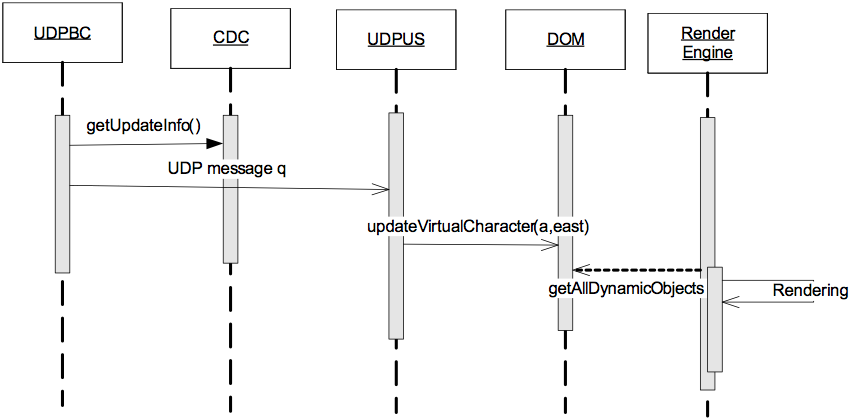 UDPBC
CDC
UDPUS
DOM
Render
Engine
getUpdateInfo()
UDP message q
updateVirtualCharacter(a,east)
getAllDynamicObjects
Rendering